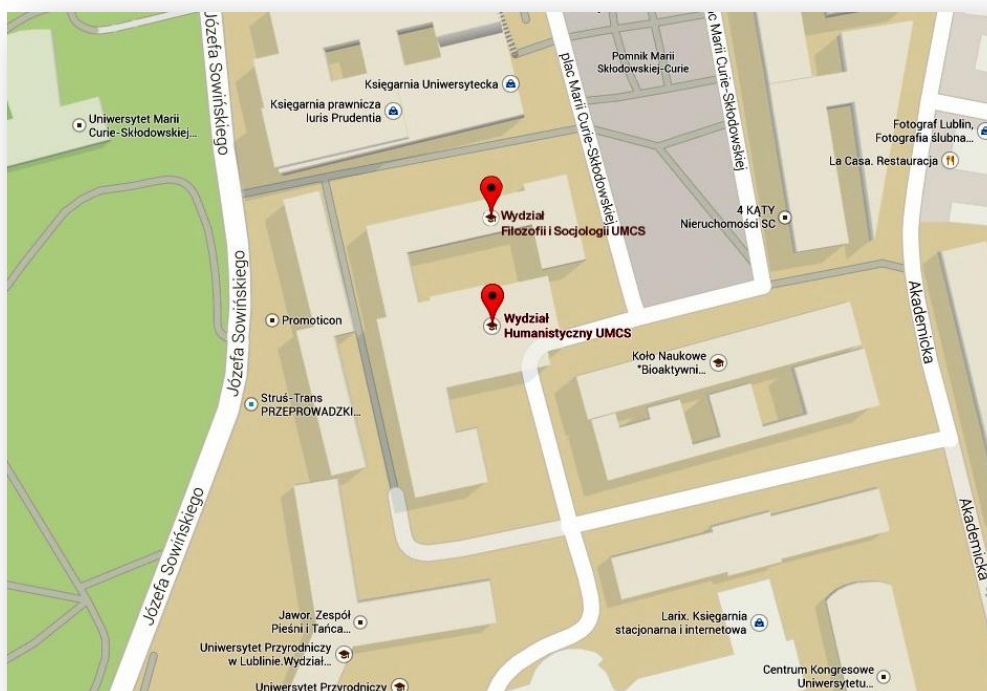 Józefa Sowińskiego
plac Marii Curie-Skłodowskiej
Marii Curie-Skłodowskiej
Pomnik Marii
Skłodowskiej-Curie
Księgarnia Uniwersytecka
Księgarnia prawnicza
Iuris Prudentia
Uniwersytet Marii
Curie-Skłodowskiej...
Fotograf Lublin,
Fotografia ślubna...
La Casa. Restauracja
4 KĄTY
Nieruchomości SC
Wydział
Filozofii i Socjologii UMCS
Józefa Sowińskiego
Promoticon
Wydział
Humanistyczny UMCS
Akademicka
Koło Naukowe
"Bioaktywni...
Struś-Trans
PRZEPROWADZKI...
Józefa Sowińskiego
Akademicka
Jawor. Zespół
Pieśni i Tańca...
Larix. Księgarnia
stacjonarna i internetowa
Uniwersytet Przyrodniczy
w Lublinie.Wydział...
Centrum Kongresowe
Uniwersytetu...
Uniwersytet Przyrodniczy